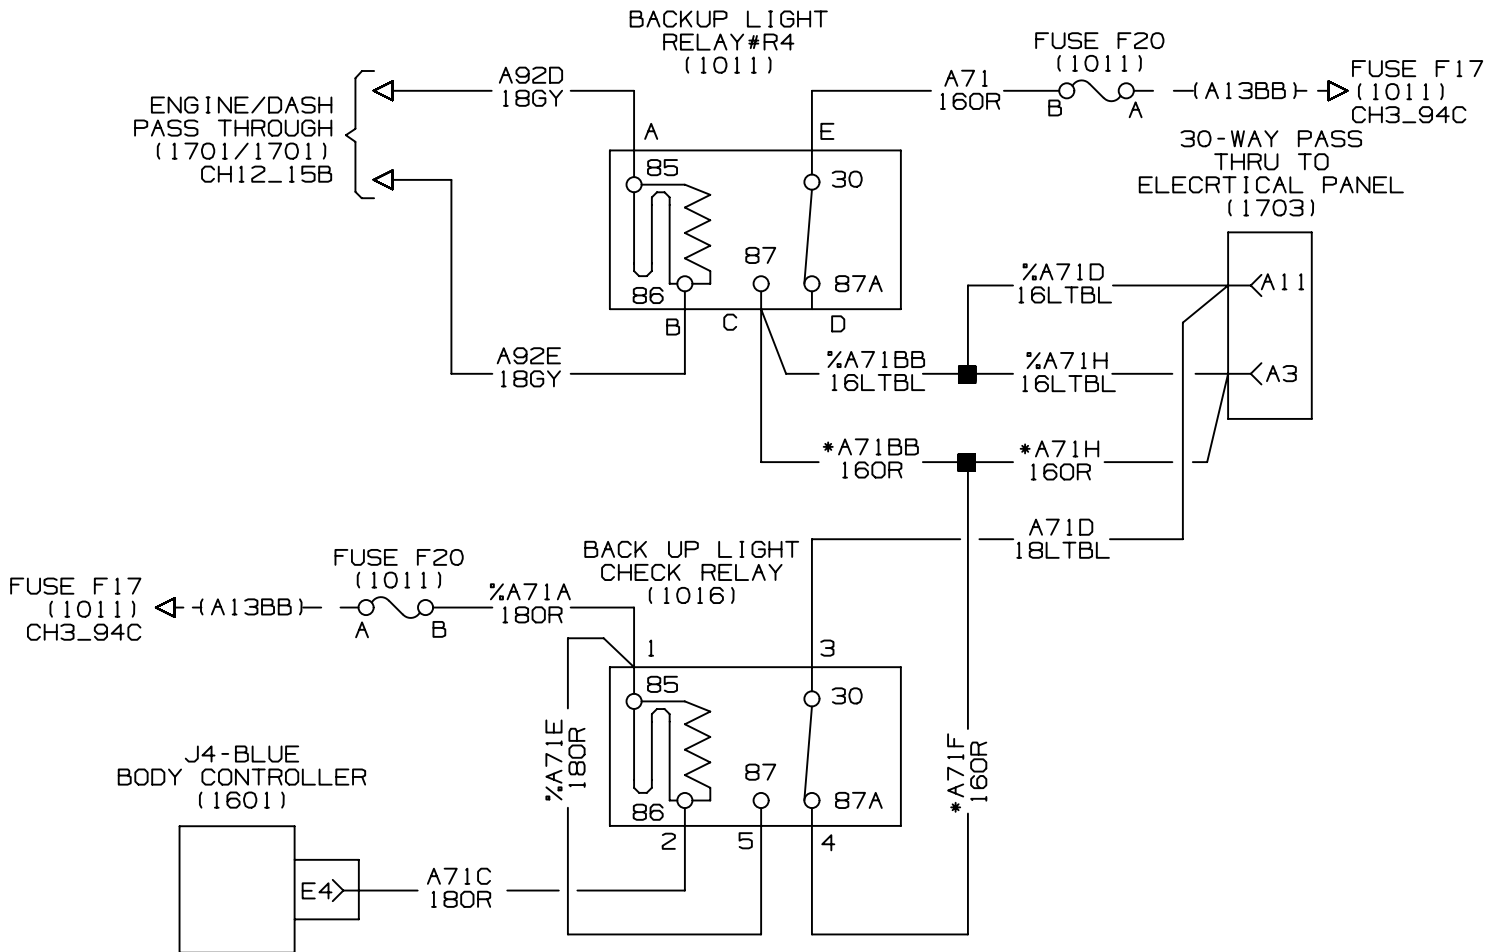 BACKUP LIGHT
RELAY#R4
(1011)
FUSE F20
(1011)
A92D
18GY
A71
16OR
B
A
(A13BB)
FUSE F17
(1011)
CH3_94C
ENGINE/DASH
PASS THROUGH
(1701/1701)
CH12_15B
A
E
30-WAY PASS
THRU TO
ELECRTICAL PANEL
(1703)
85
30
87
86
87A
B
C
D
%A71D
16LTBL
A11
A92E
18GY
%A71BB
16LTBL
%A71H
16LTBL
A3
*A71BB
16OR
*A71H
16OR
A71D
18LTBL
BACK UP LIGHT
CHECK RELAY
(1016)
FUSE F20
(1011)
FUSE F17
(1011)
CH3_94C
(A13BB)
A
B
%A71A
18OR
1
3
85
30
%A71E
18OR
*A71F
16OR
87
86
87A
2
5
4
J4-BLUE
BODY CONTROLLER
(1601)
E4
A71C
18OR